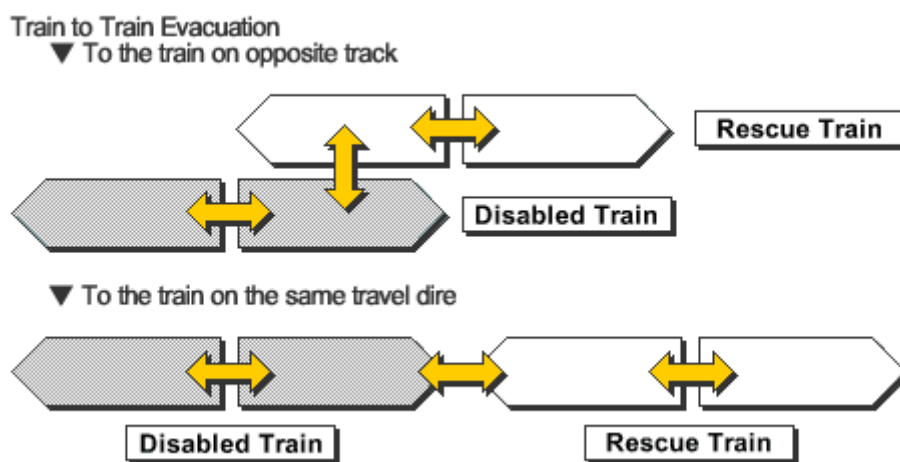 Train to Train Evacuation
▼ To the train on opposite track
Rescue Train
Disabled Train
▼ To the train on the same travel dire
Disabled Train
Rescue Train